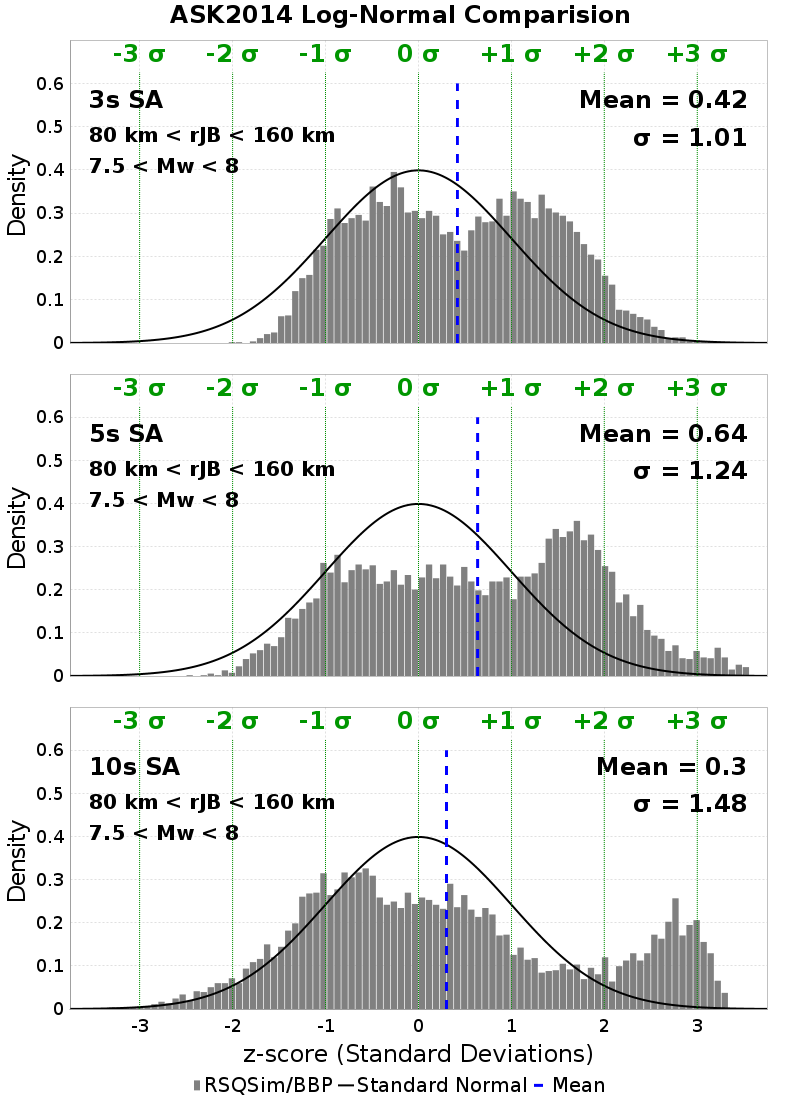 ASK2014 Log-Normal Comparision
-3 σ -2 σ -1 σ 0 σ +1 σ +2 σ +3 σ
3s SA
80 km < rJB < 160 km
7.5 < Mw < 8
Mean = 0.42
σ = 1.01
Density
0.6
0.5
0.4
0.3
0.2
0.1
0
-3 σ -2 σ -1 σ 0 σ +1 σ +2 σ +3 σ
5s SA
80 km < rJB < 160 km
7.5 < Mw < 8
Mean = 0.64
σ = 1.24
Density
0.6
0.5
0.4
0.3
0.2
0.1
0
-3 σ -2 σ -1 σ 0 σ +1 σ +2 σ +3 σ
10s SA
80 km < rJB < 160 km
7.5 < Mw < 8
Mean = 0.3
σ = 1.48
Density
0.6
0.5
0.4
0.3
0.2
0.1
0
-3 -2 -1 0 1 2 3
z-score (Standard Deviations)
RSQSim/BBP Standard Normal Mean